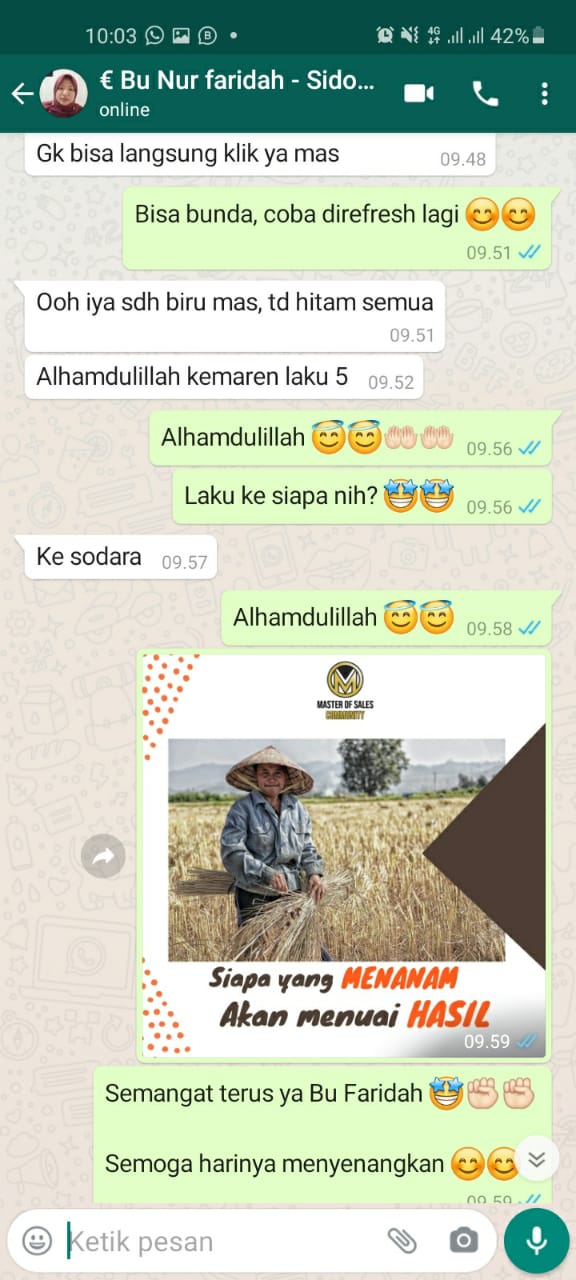 10:03 4G 42%
€ Bu Nur faridah - Sido...
online
Gk bisa langsung klik ya mas 09.48
Bisa bunda, coba direfresh lagi 😊😊
09.51
Ooh iya sdh biru mas, td hitam semua
09.51
Alhamdulillah kemaren laku 5 09.52
Alhamdulillah 😇😇🤲🏻🤲🏻 09.56
Laku ke siapa nih? 🤩🤩 09.56
Ke sodara 09.57
Alhamdulillah 😇😇 09.58
MASTER OF SALES
COMMUNITY
Siapa yang MENANAM
Akan menuai HASIL
09.59
Semangat terus ya Bu Faridah 🤩✊🏻✊🏻
Semoga harinya menyenangkan 😊😊
09.59
Ketik pesan